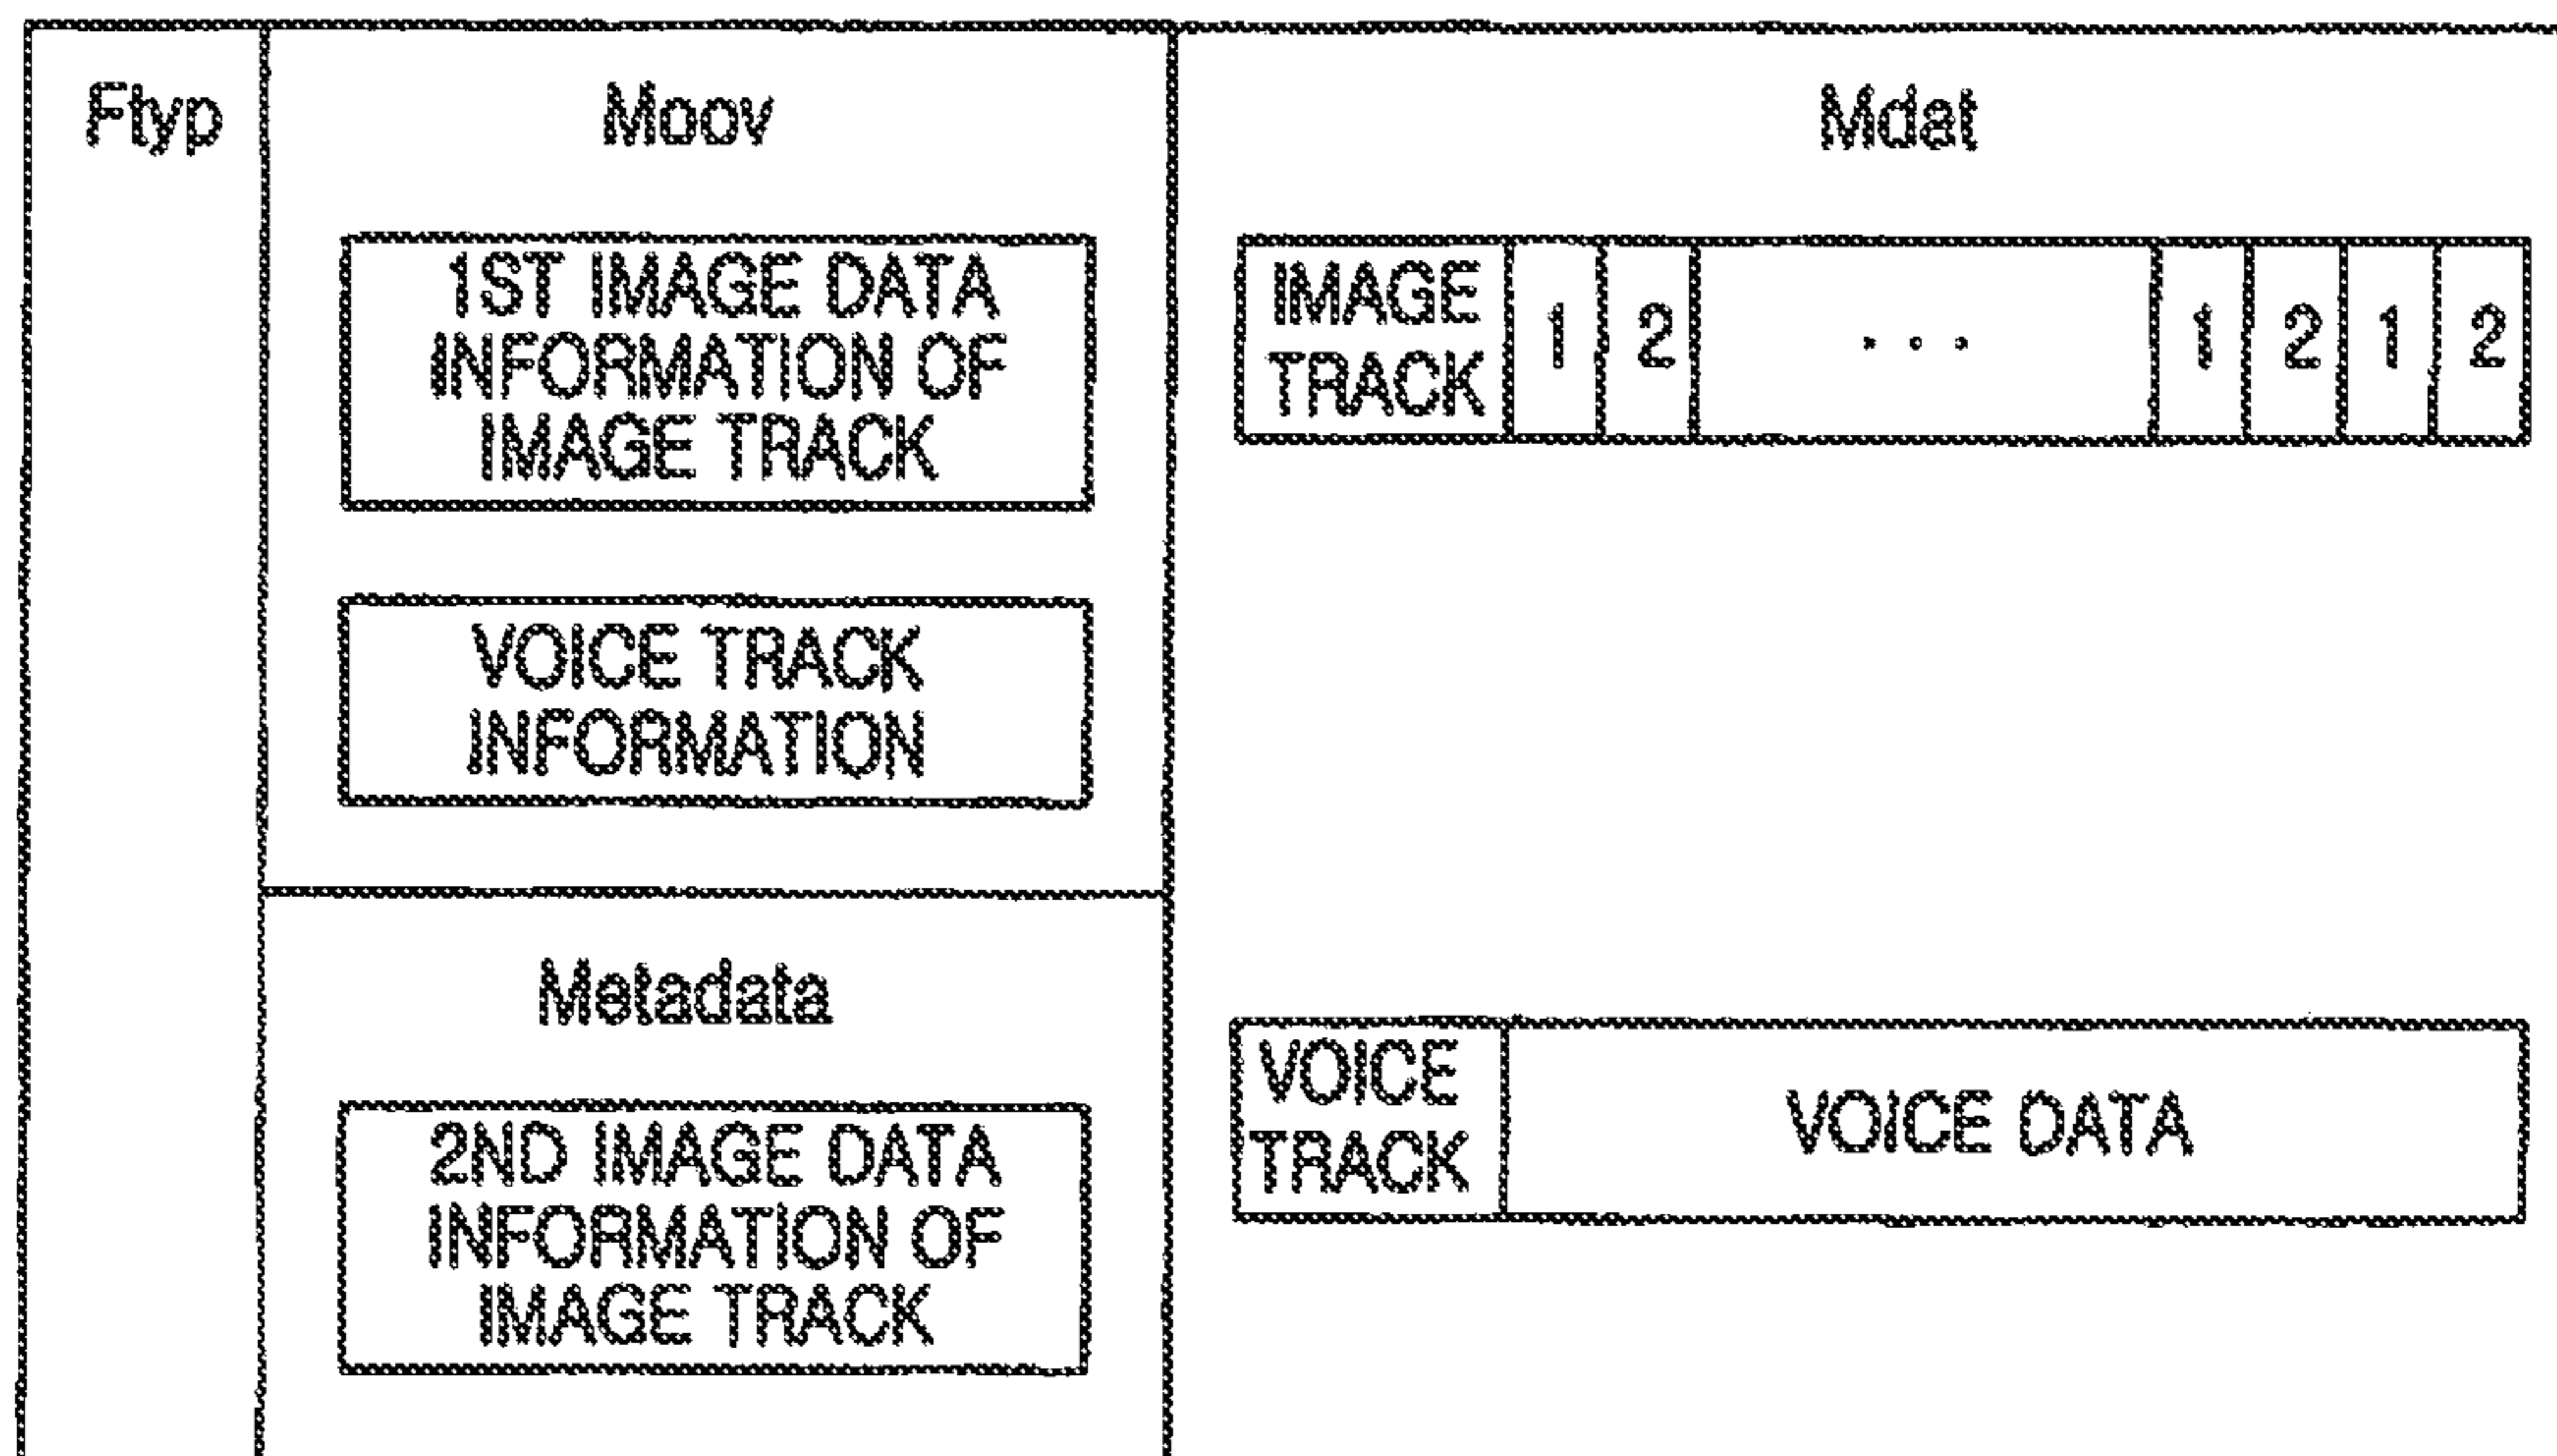 Ftyp
Moov
1ST IMAGE DATA
INFORMATION OF
IMAGE TRACK
VOICE TRACK
INFORMATION
Metadata
2ND IMAGE DATA
INFORMATION OF
IMAGE TRACK
Mdat
IMAGE
TRACK
1 2 . . . 1 2 1 2
VOICE
TRACK
VOICE DATA